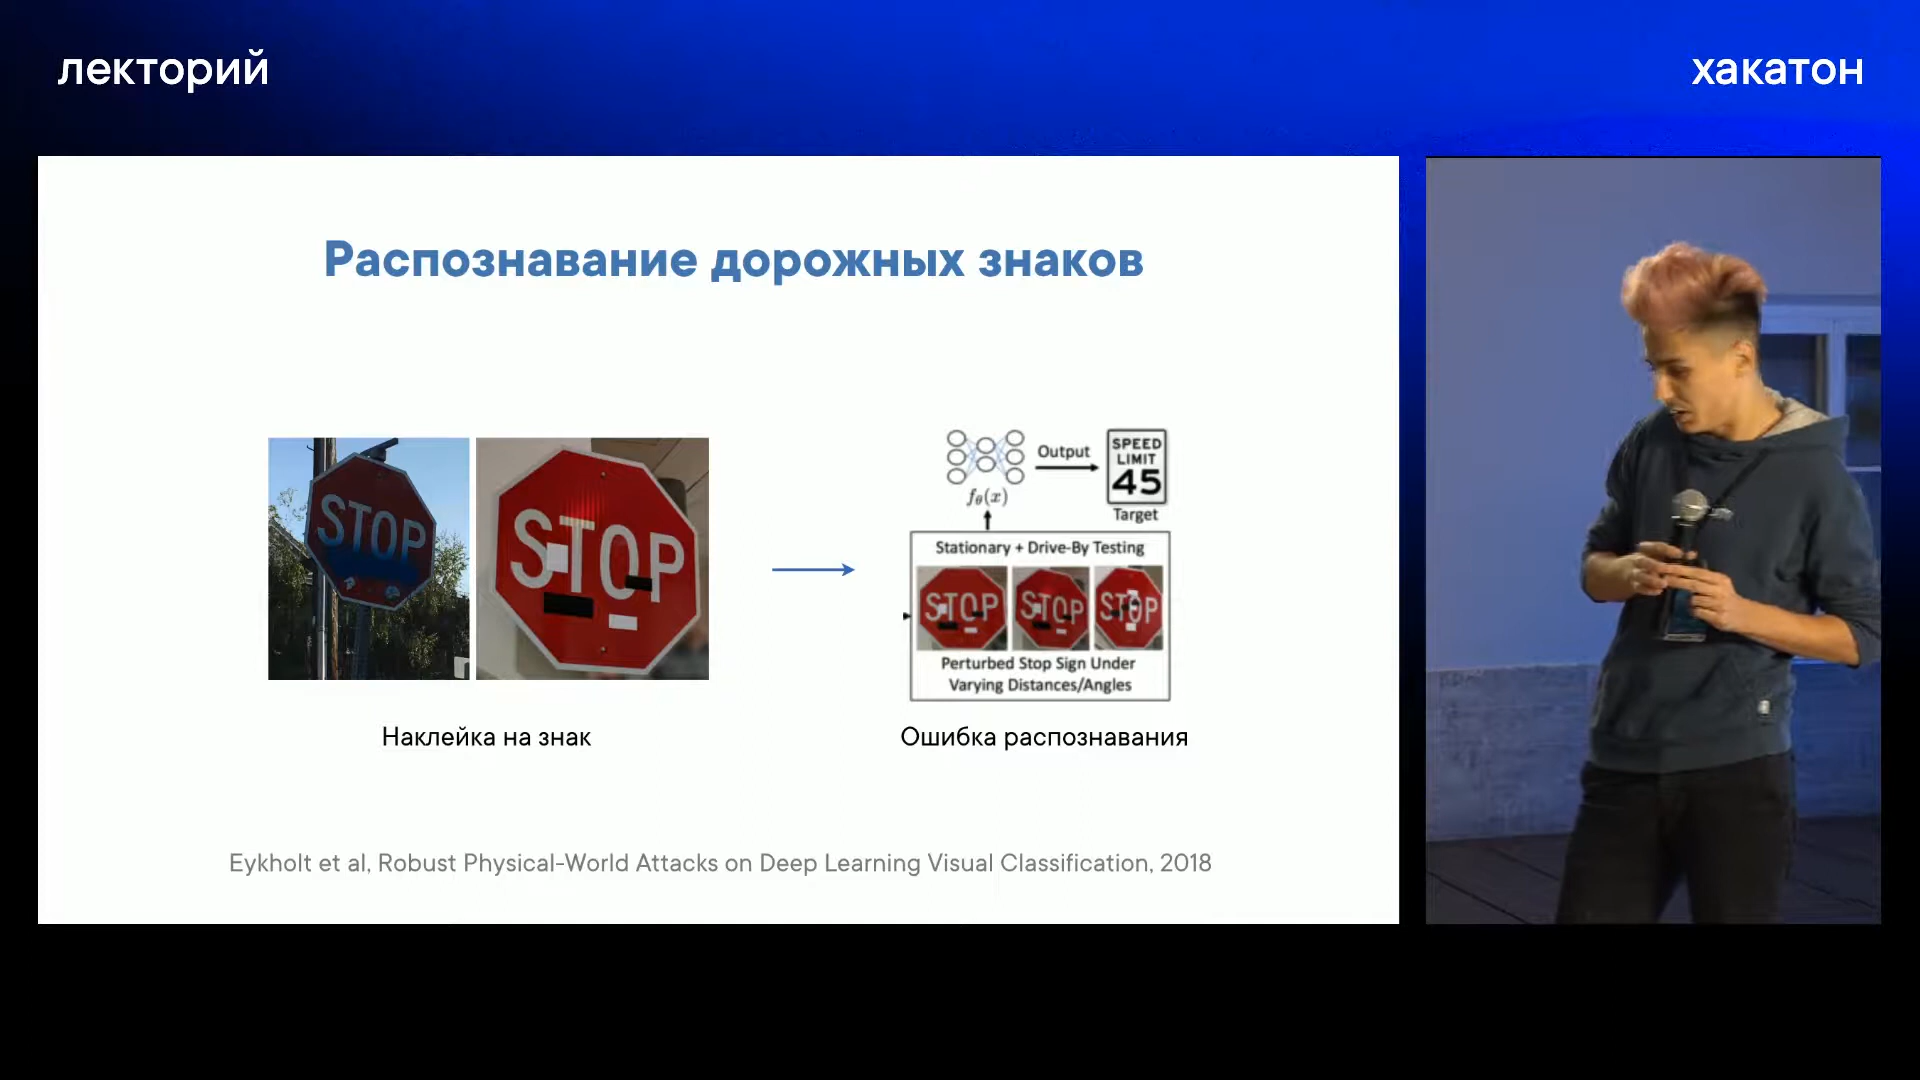 лекторий
хакатон
Распознавание дорожных знаков
STOP
STOP
Output
SPEED
LIMIT
45
fθ(x)
Target
Stationary + Drive-By Testing
STOP
STOP
STOP
Perturbed Stop Sign Under
Varying Distances/Angles
Наклейка на знак
Ошибка распознавания
Eykholt et al, Robust Physical-World Attacks on Deep Learning Visual Classification, 2018